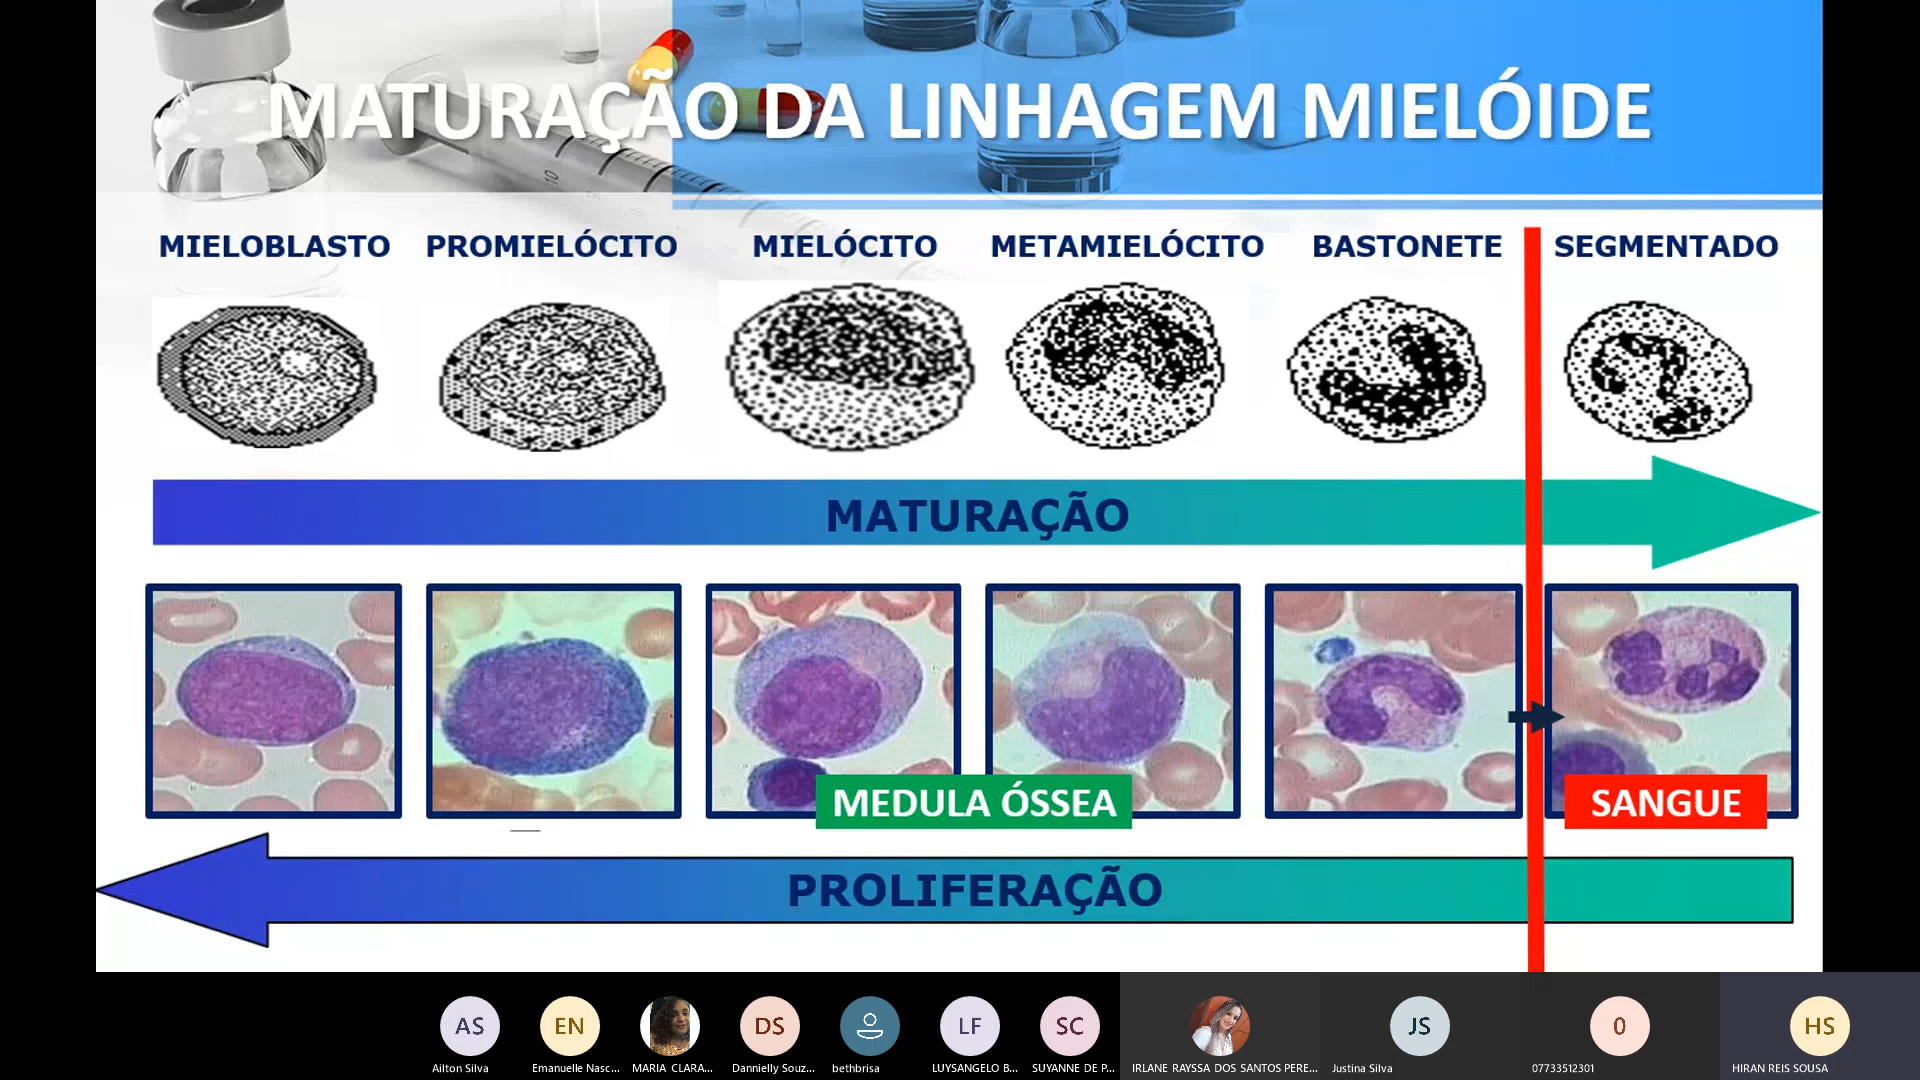 MATURAÇÃO DA LINHAGEM MIELÓIDE
MIELOBLASTO PROMIELÓCITO MIELÓCITO METAMIELÓCITO BASTONETE SEGMENTADO
MATURAÇÃO
MEDULA ÓSSEA SANGUE
PROLIFERAÇÃO
AS EN DS LF SC JS 0 HS
Ailton Silva Emanuelle Nasc... MARIA CLARA... Dannielly Souz... bethbrisa LUYSANGELO B... SUYANNE DE P... IRLANE RAYSSA DOS SANTOS PERE... Justina Silva 07733512301 HIRAN REIS SOUSA
10